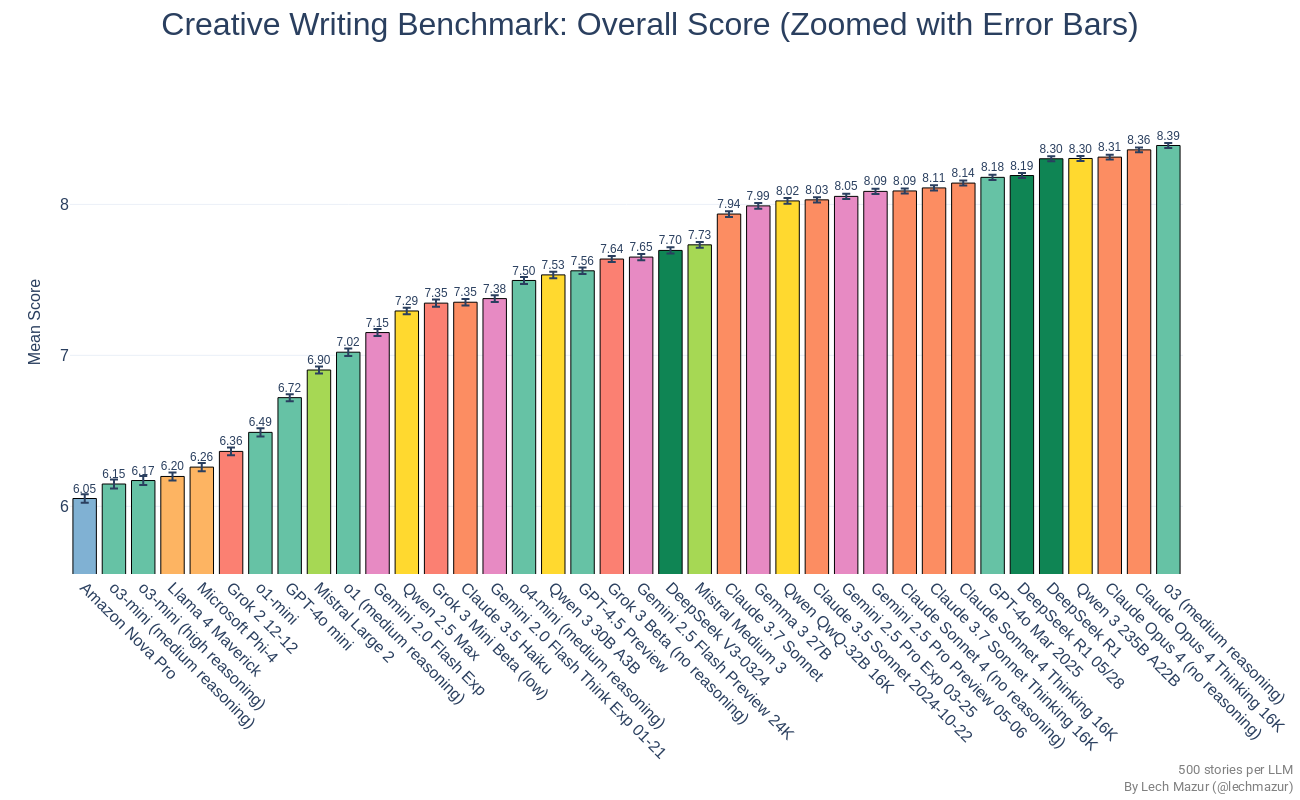 Creative Writing Benchmark: Overall Score (Zoomed with Error Bars)
Mean Score
8
7
6
6.05
6.15
6.17
6.20
6.26
6.36
6.49
6.72
6.90
7.02
7.15
7.29
7.35
7.35
7.38
7.50
7.53
7.56
7.64
7.65
7.70
7.73
7.94
7.99
8.02
8.03
8.05
8.09
8.09
8.11
8.14
8.18
8.19
8.30
8.30
8.31
8.36
8.39
Amazon Nova Pro
o3-mini (medium reasoning)
o3-mini (high reasoning)
Llama 4 Maverick
Microsoft Phi-4
Grok 2 12-12
o1-mini
GPT-4o mini
Mistral Large 2
o1 (medium reasoning)
Gemini 2.0 Flash Exp
Qwen 2.5 Max
Grok 3 Mini Beta (low)
Claude 3.5 Haiku
Gemini 2.0 Flash Think Exp 01-21
o4-mini (medium reasoning)
Qwen 3 30B A3B
GPT-4.5 Preview
Grok 3 Beta (no reasoning)
Gemini 2.5 Flash Preview 24K
DeepSeek V3-0324
Mistral Medium 3
Claude 3.7 Sonnet
Gemma 3 27B
Qwen QwQ-32B 16K
Claude 3.5 Sonnet 2024-10-22
Gemini 2.5 Pro Exp 03-25
Gemini 2.5 Pro Preview 05-06
Claude Sonnet 4 (no reasoning)
Claude 3.7 Sonnet Thinking 16K
Claude Sonnet 4 Thinking 16K
GPT-4o Mar 2025
DeepSeek R1 05/28
DeepSeek R1
Qwen 3 235B A22B
Claude Opus 4 (no reasoning)
Claude Opus 4 Thinking 16K
o3 (medium reasoning)
500 stories per LLM
By Lech Mazur (@lechmazur)